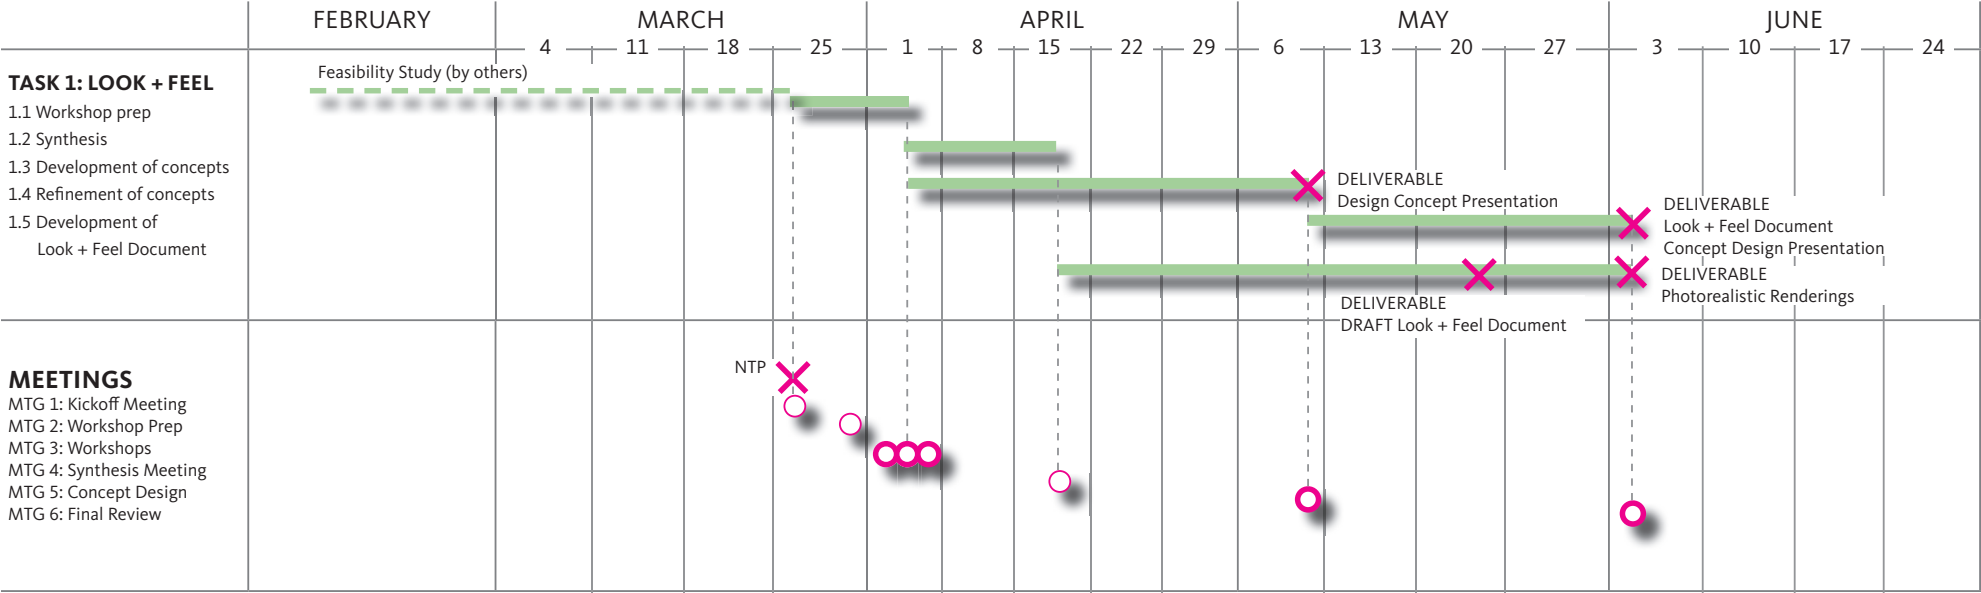 FEBRUARY MARCH APRIL MAY JUNE
4 11 18 25 1 8 15 22 29 6 13 20 27 3 10 17 24
TASK 1: LOOK + FEEL
1.1 Workshop prep
1.2 Synthesis
1.3 Development of concepts
1.4 Refinement of concepts
1.5 Development of
Look + Feel Document
Feasibility Study (by others)
DELIVERABLE
Design Concept Presentation
DELIVERABLE
Look + Feel Document
Concept Design Presentation
DELIVERABLE
Photorealistic Renderings
DELIVERABLE
DRAFT Look + Feel Document
NTP
MEETINGS
MTG 1: Kickoff Meeting
MTG 2: Workshop Prep
MTG 3: Workshops
MTG 4: Synthesis Meeting
MTG 5: Concept Design
MTG 6: Final Review